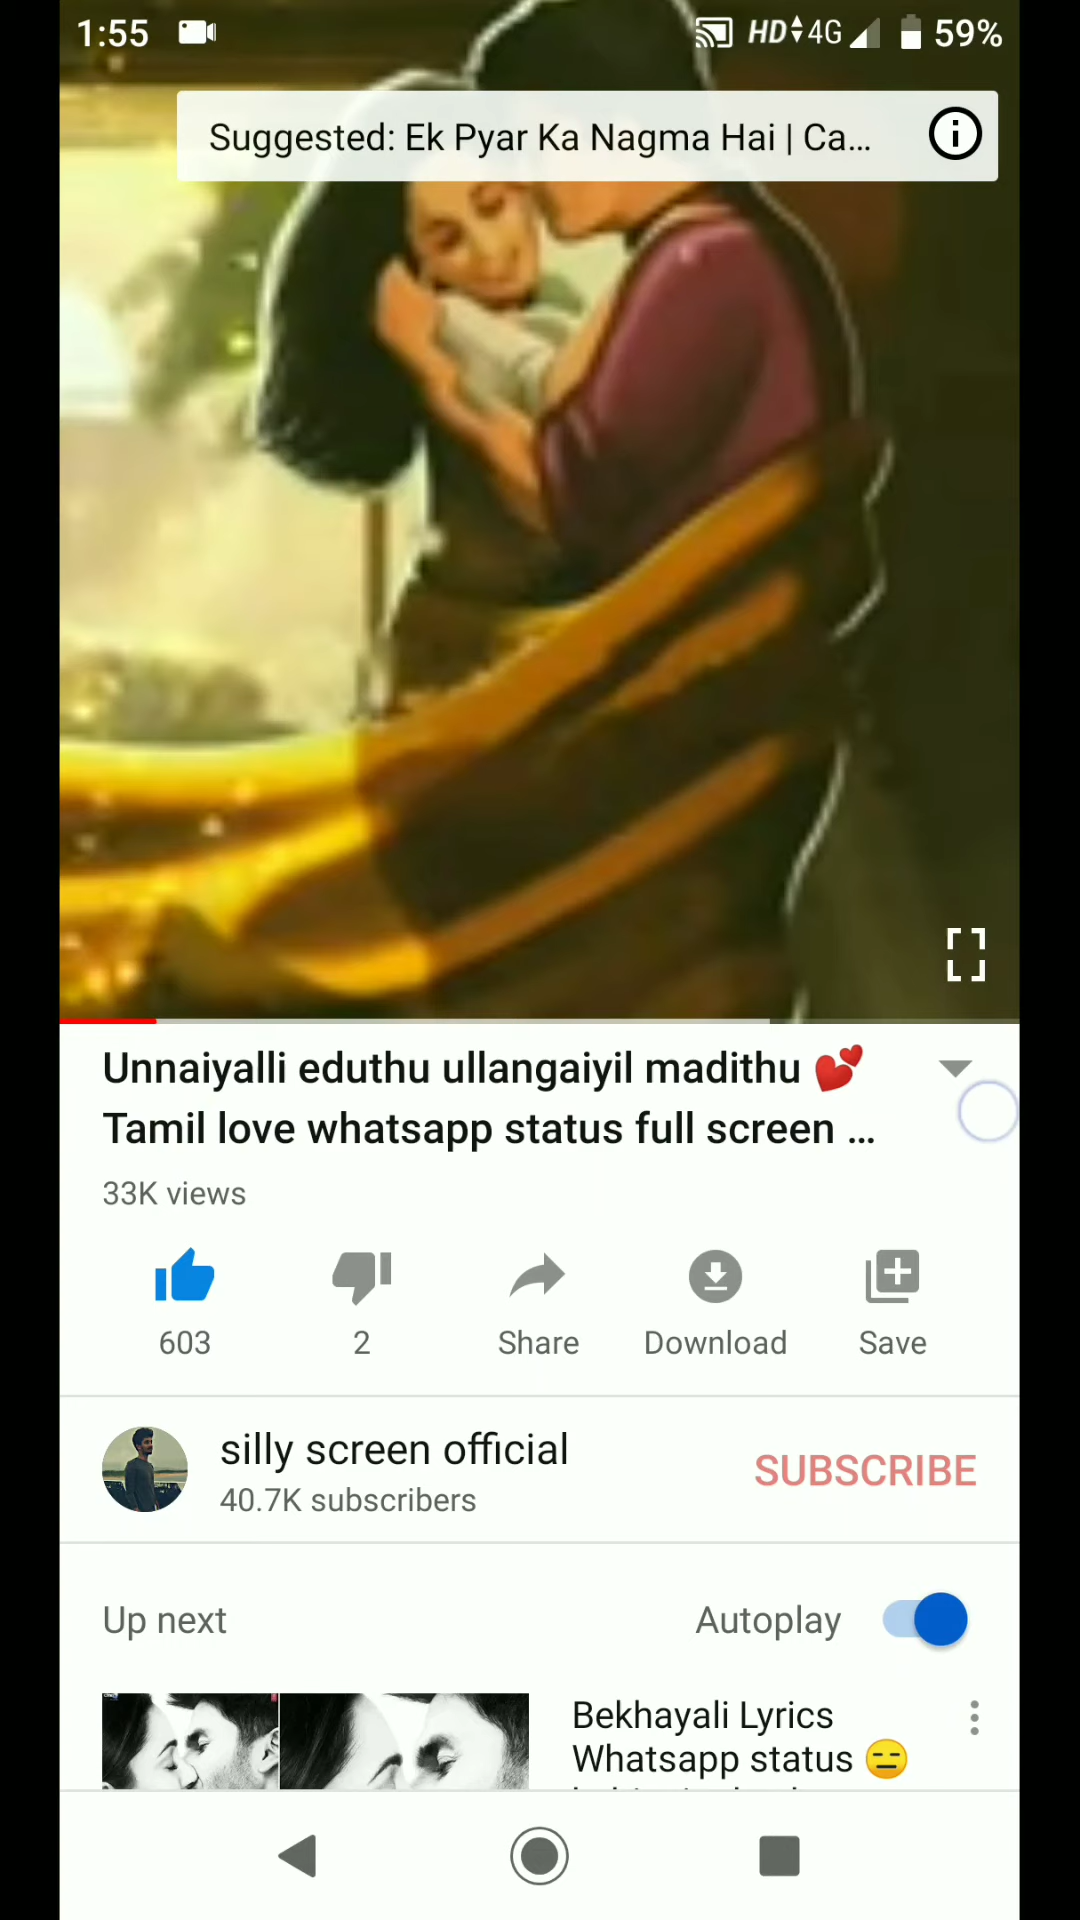 1:55 HD 4G 59%
Suggested: Ek Pyar Ka Nagma Hai | Ca...
Unnaiyalli eduthu ullangaiyil madithu 💕
Tamil love whatsapp status full screen ...
33K views
603 2 Share Download Save
silly screen official
40.7K subscribers
SUBSCRIBE
Up next Autoplay
Bekhayali Lyrics
Whatsapp status 😑